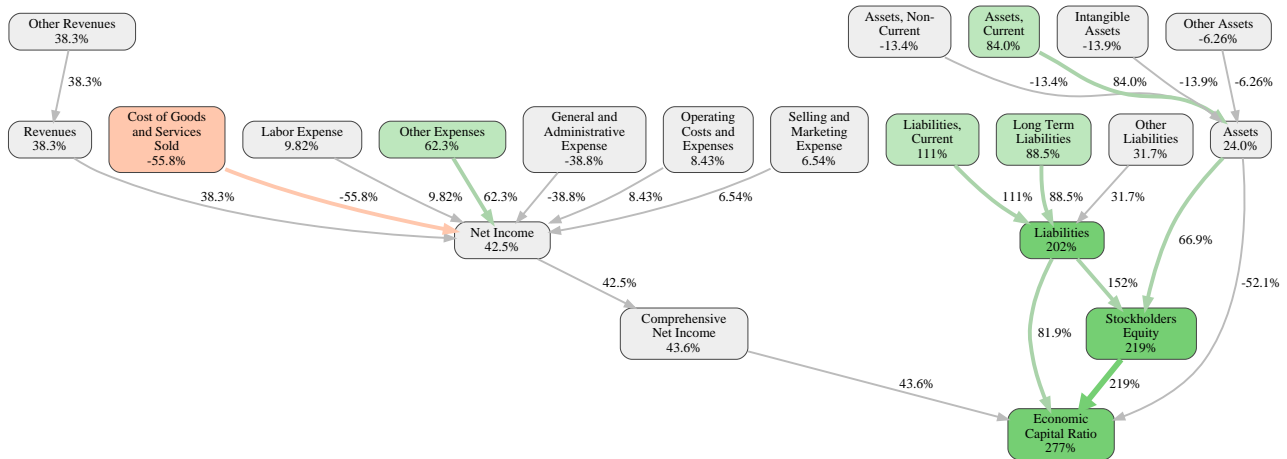 Other Revenues
38.3%
Assets, Non-
Current
-13.4%
Assets,
Current
84.0%
Intangible
Assets
-13.9%
Other Assets
-6.26%
38.3%
-13.4%
84.0%
-13.9%
-6.26%
Revenues
38.3%
Cost of Goods
and Services
Sold
-55.8%
Labor Expense
9.82%
Other Expenses
62.3%
General and
Administrative
Expense
-38.8%
Operating
Costs and
Expenses
8.43%
Selling and
Marketing
Expense
6.54%
Liabilities,
Current
111%
Long Term
Liabilities
88.5%
Other
Liabilities
31.7%
Assets
24.0%
38.3%
-55.8%
9.82%
62.3%
-38.8%
8.43%
6.54%
111%
88.5%
31.7%
Net Income
42.5%
Liabilities
202%
66.9%
42.5%
152%
-52.1%
Comprehensive
Net Income
43.6%
81.9%
Stockholders
Equity
219%
43.6%
219%
Economic
Capital Ratio
277%